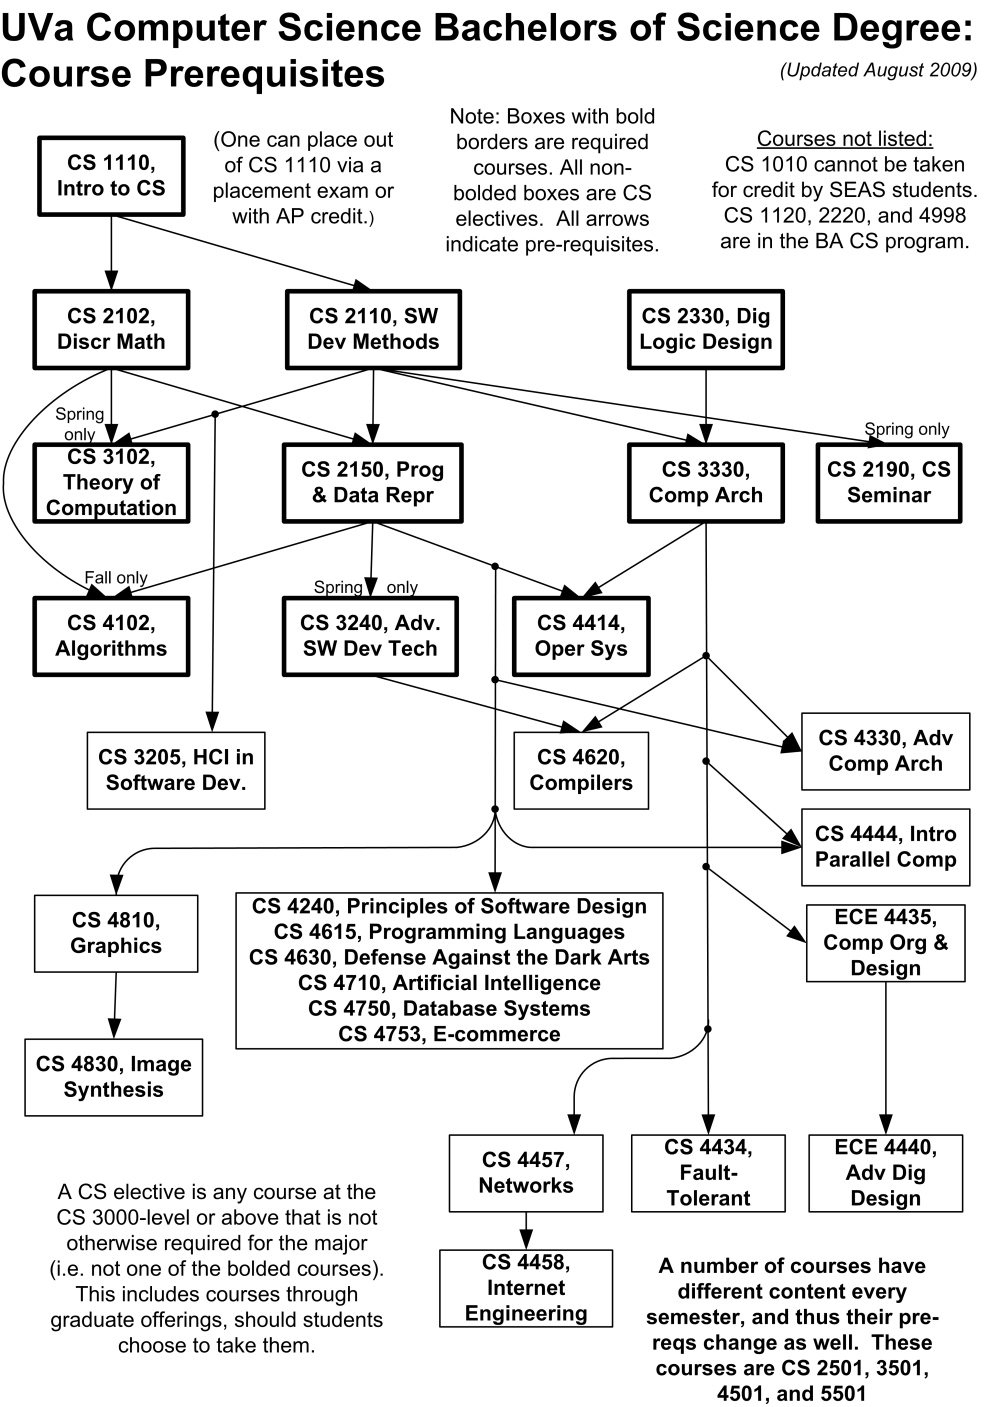 UVa Computer Science Bachelors of Science Degree:
Course Prerequisites
(Updated August 2009)
(One can place out
of CS 1110 via a
placement exam or
with AP credit.)
Note: Boxes with bold
borders are required
courses. All non-
bolded boxes are CS
electives. All arrows
indicate pre-requisites.
Courses not listed:
CS 1010 cannot be taken
for credit by SEAS students.
CS 1120, 2220, and 4998
are in the BA CS program.
CS 1110,
Intro to CS
CS 2102,
Discr Math
CS 2110, SW
Dev Methods
CS 2330, Dig
Logic Design
Spring
only
Spring only
CS 3102,
Theory of
Computation
CS 2150, Prog
& Data Repr
CS 3330,
Comp Arch
CS 2190, CS
Seminar
Fall only
Spring only
CS 4102,
Algorithms
CS 3240, Adv.
SW Dev Tech
CS 4414,
Oper Sys
CS 3205, HCI in
Software Dev.
CS 4620,
Compilers
CS 4330, Adv
Comp Arch
CS 4444, Intro
Parallel Comp
CS 4810,
Graphics
CS 4240, Principles of Software Design
CS 4615, Programming Languages
CS 4630, Defense Against the Dark Arts
CS 4710, Artificial Intelligence
CS 4750, Database Systems
CS 4753, E-commerce
ECE 4435,
Comp Org &
Design
CS 4830, Image
Synthesis
CS 4457,
Networks
CS 4434,
Fault-
Tolerant
ECE 4440,
Adv Dig
Design
CS 4458,
Internet
Engineering
A CS elective is any course at the
CS 3000-level or above that is not
otherwise required for the major
(i.e. not one of the bolded courses).
This includes courses through
graduate offerings, should students
choose to take them.
A number of courses have
different content every
semester, and thus their pre-
reqs change as well. These
courses are CS 2501, 3501,
4501, and 5501